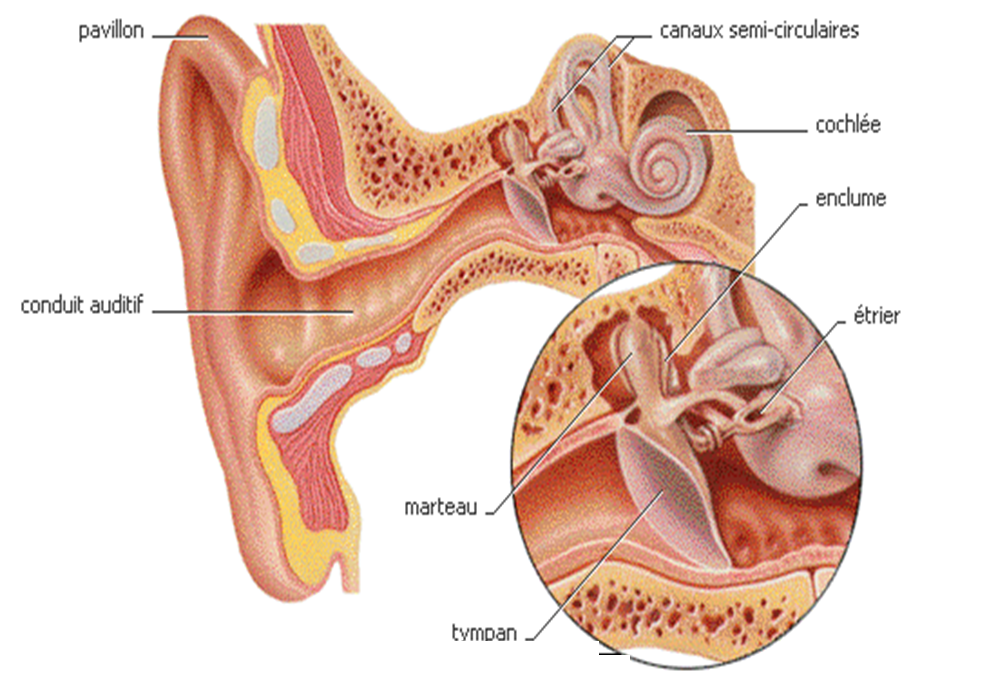 pavillon
canaux semi-circulaires
cochlée
enclume
conduit auditif
étrier
marteau
tympan